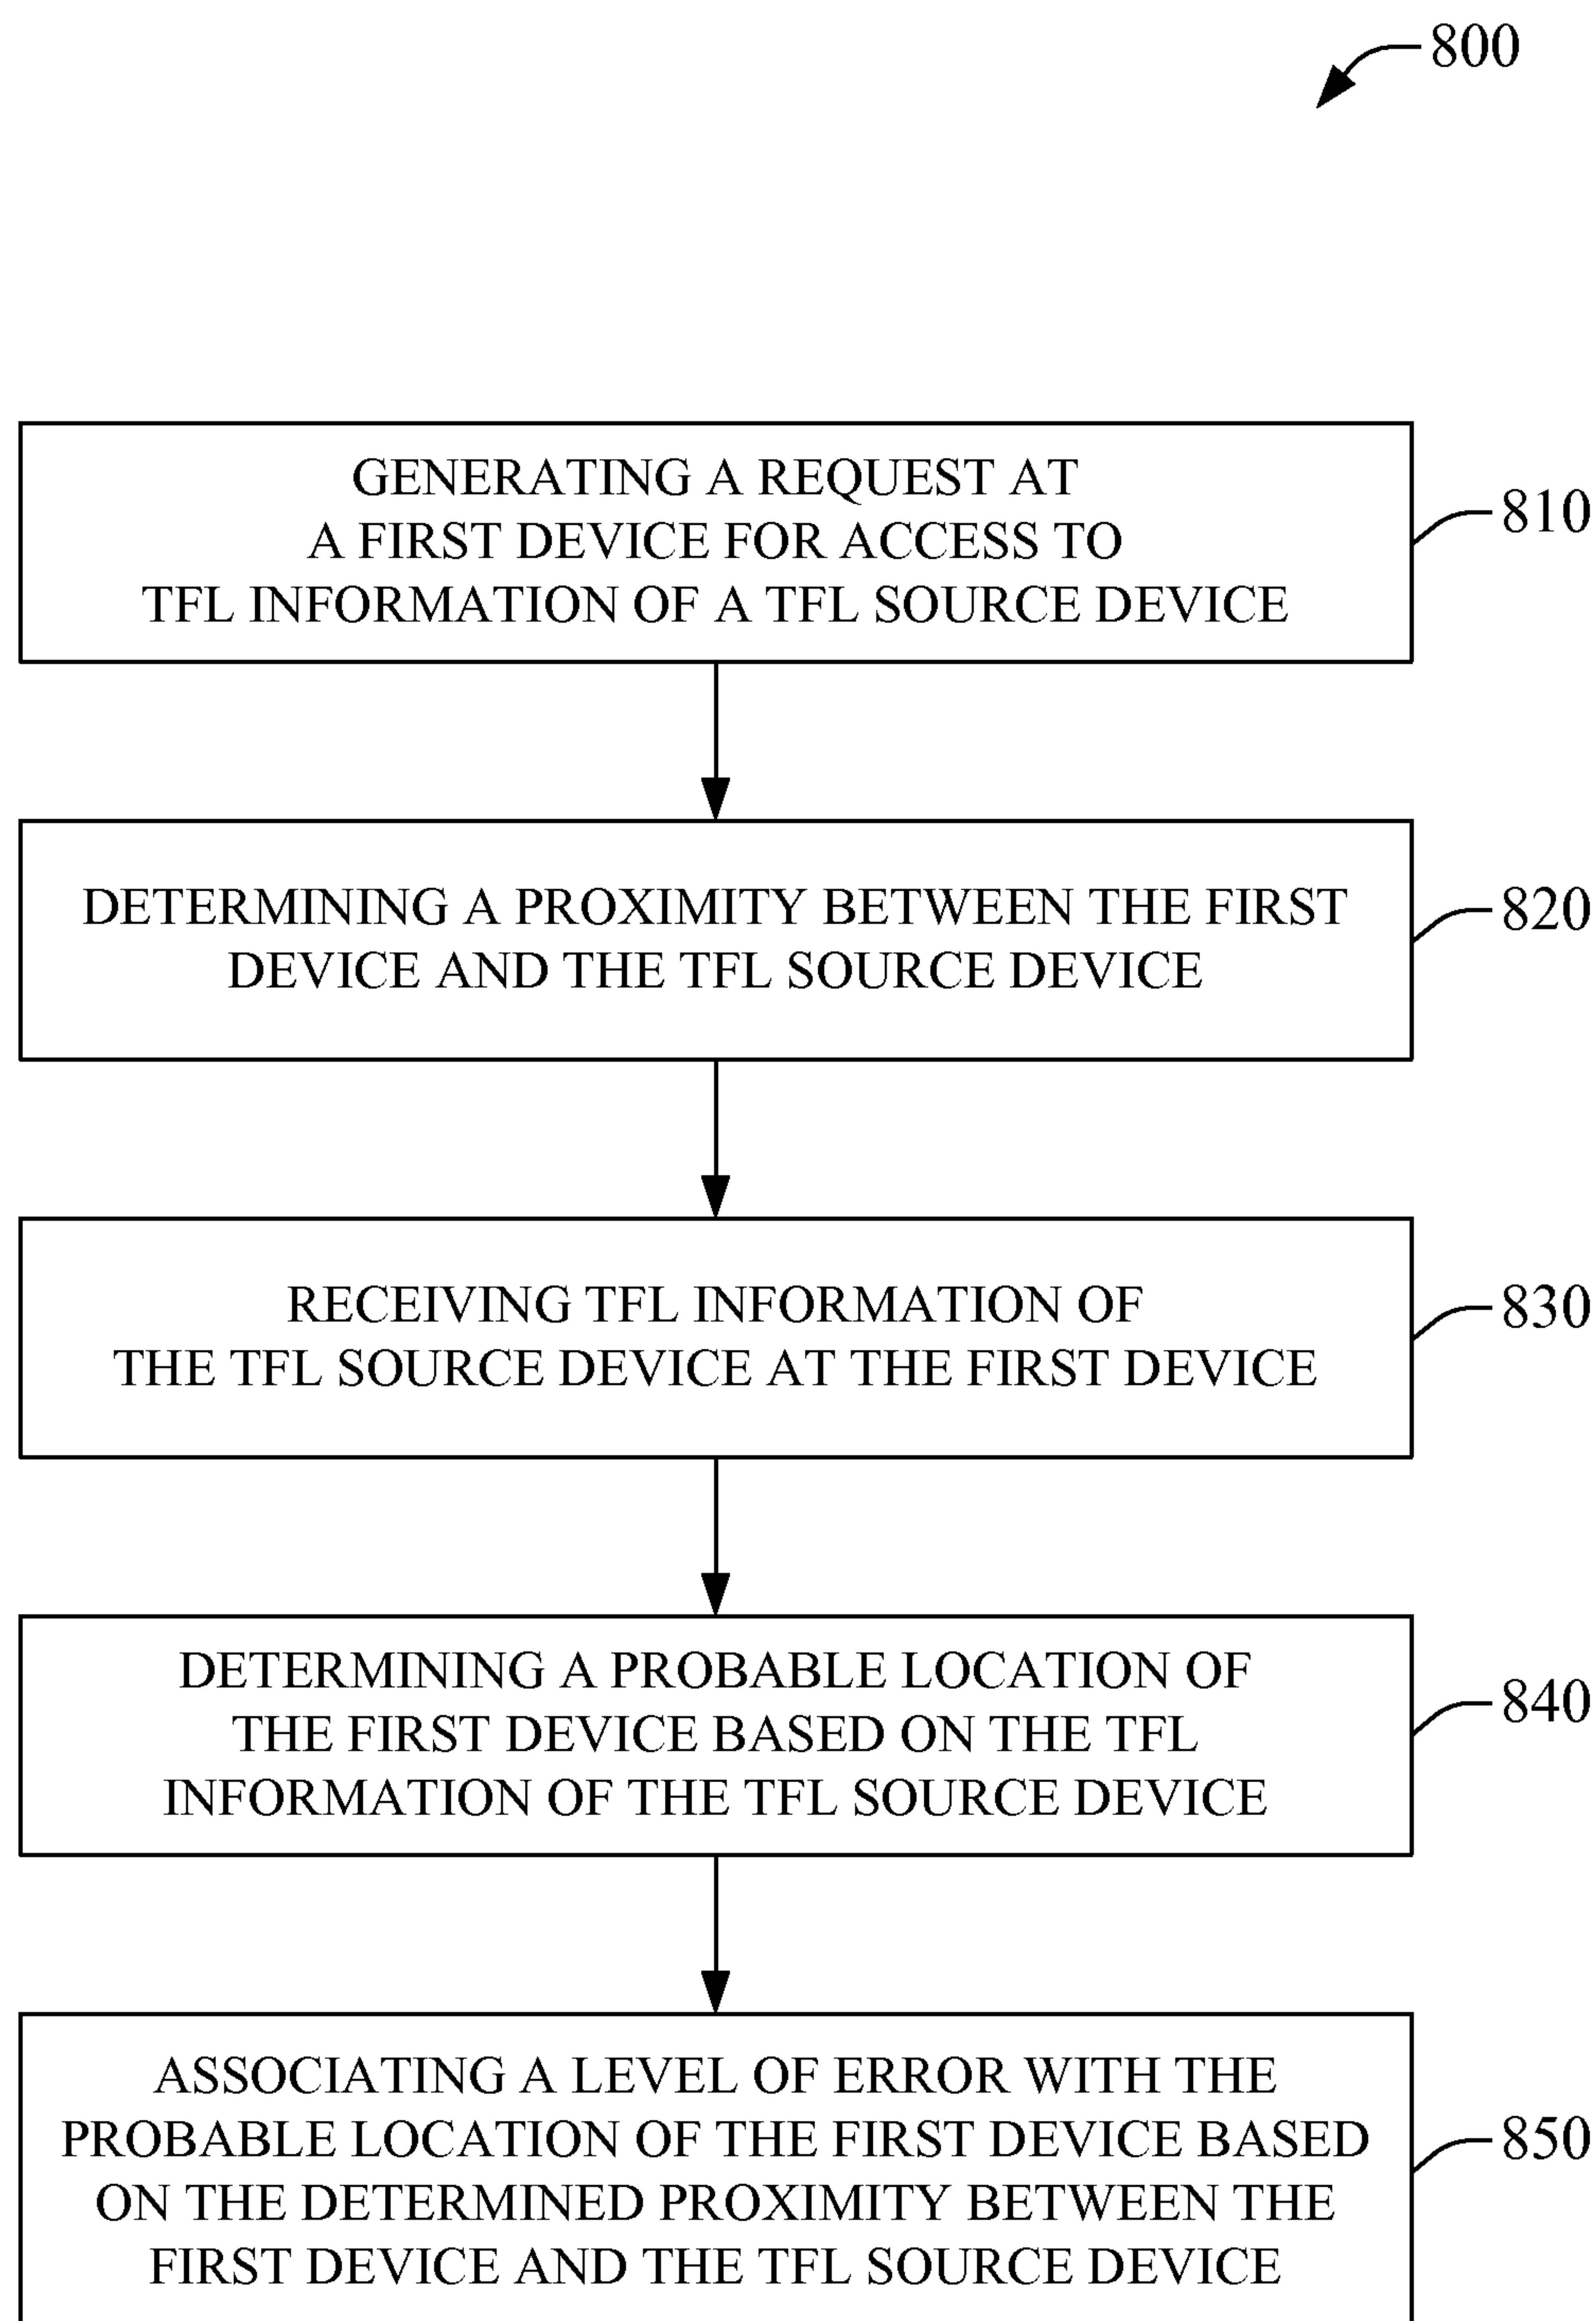 800
GENERATING A REQUEST AT
A FIRST DEVICE FOR ACCESS TO
TFL INFORMATION OF A TFL SOURCE DEVICE
810
DETERMINING A PROXIMITY BETWEEN THE FIRST
DEVICE AND THE TFL SOURCE DEVICE
820
RECEIVING TFL INFORMATION OF
THE TFL SOURCE DEVICE AT THE FIRST DEVICE
830
DETERMINING A PROBABLE LOCATION OF
THE FIRST DEVICE BASED ON THE TFL
INFORMATION OF THE TFL SOURCE DEVICE
840
ASSOCIATING A LEVEL OF ERROR WITH THE
PROBABLE LOCATION OF THE FIRST DEVICE BASED
ON THE DETERMINED PROXIMITY BETWEEN THE
FIRST DEVICE AND THE TFL SOURCE DEVICE
850